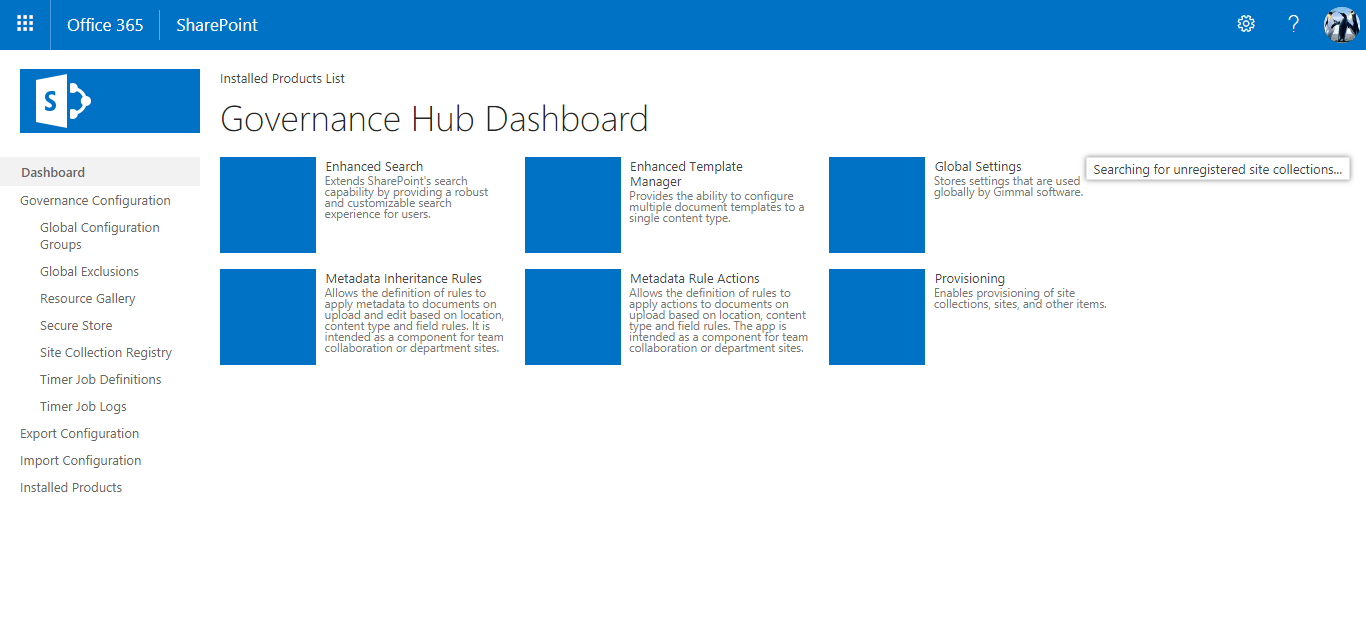 Office 365
SharePoint
?
S
Installed Products List
Governance Hub Dashboard
Dashboard
Governance Configuration
Global Configuration
Groups
Global Exclusions
Resource Gallery
Secure Store
Site Collection Registry
Timer Job Definitions
Timer Job Logs
Export Configuration
Import Configuration
Installed Products
Enhanced Search
Extends SharePoint's search
capability by providing a robust
and customizable search
experience for users.
Enhanced Template
Manager
Provides the ability to configure
multiple document templates to a
single content type.
Global Settings
Stores settings that are used
globally by Gimmal software.
Searching for unregistered site collections...
Metadata Inheritance Rules
Allows the definition of rules to
apply metadata to documents on
upload and edit based on location,
content type and field rules. It is
intended as a component for team
collaboration or department sites.
Metadata Rule Actions
Allows the definition of rules to
apply actions to documents on
upload based on location, content
type and field rules. The app is
intended as a component for team
collaboration or department sites.
Provisioning
Enables provisioning of site
collections, sites, and other items.